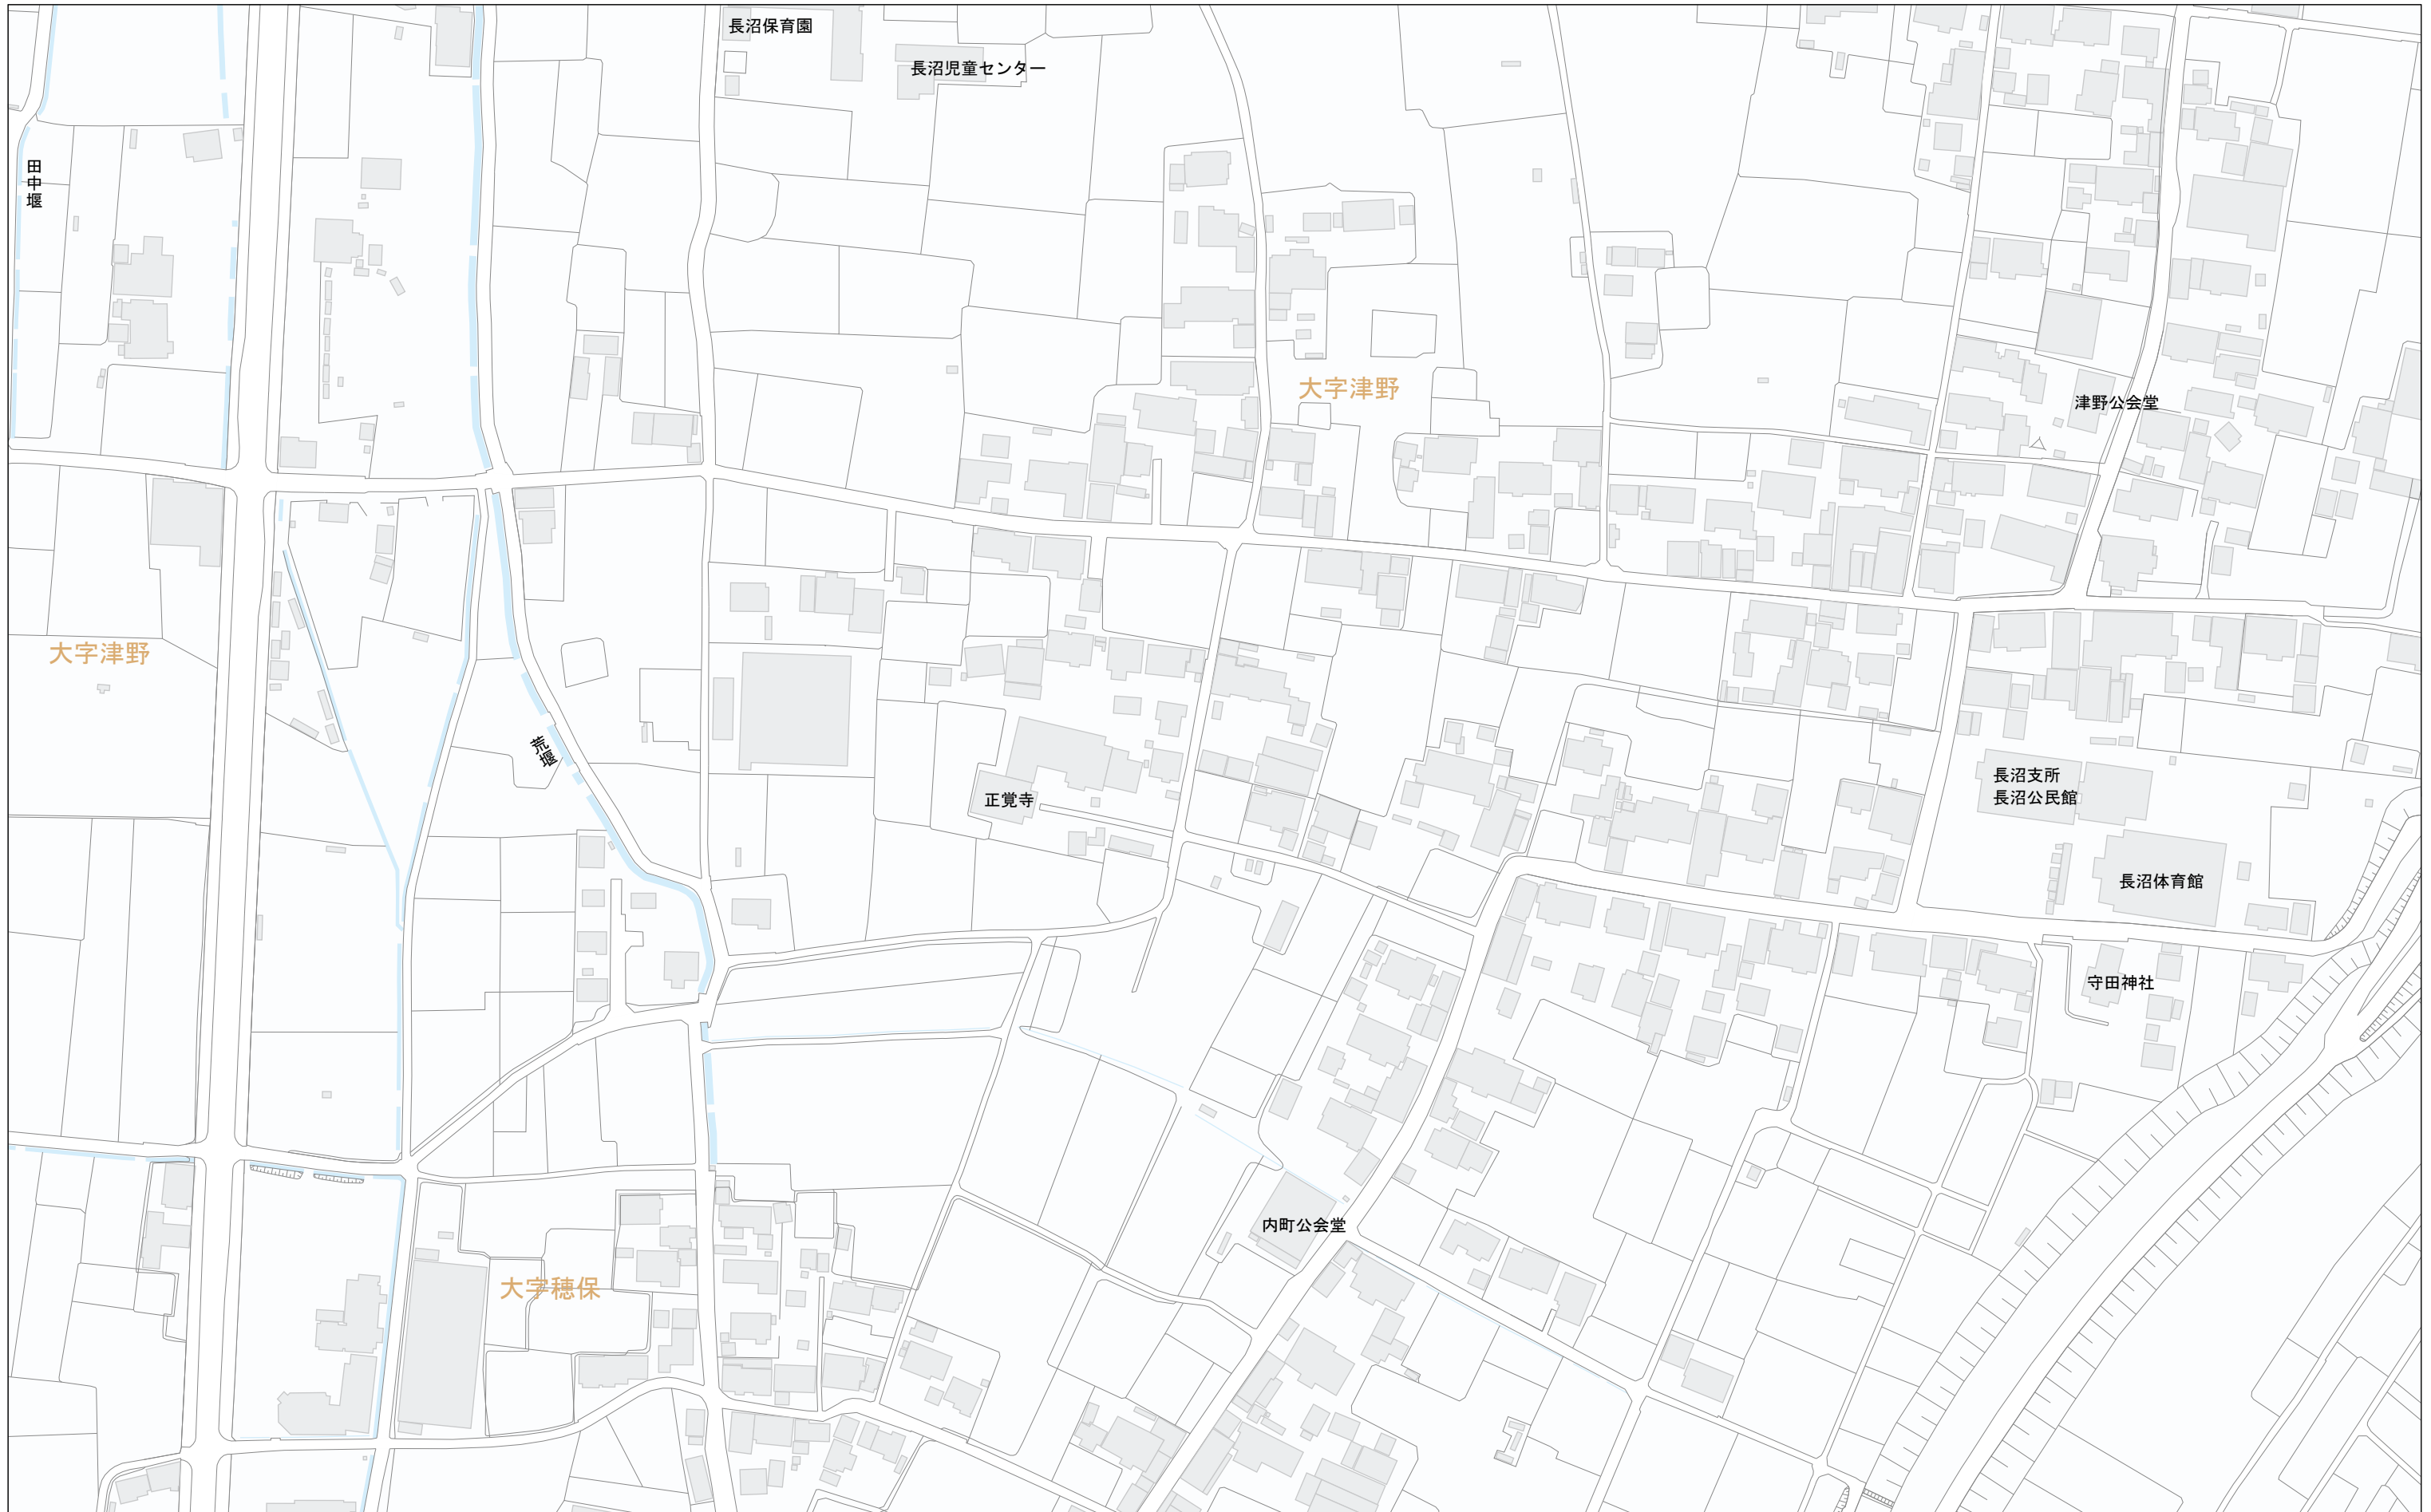 長沼保育園
長沼児童センター
田中堰
大字津野
津野公会堂
大字津野
荒堰
正覚寺
長沼支所
長沼公民館
長沼体育館
守田神社
内町公会堂
大字穂保